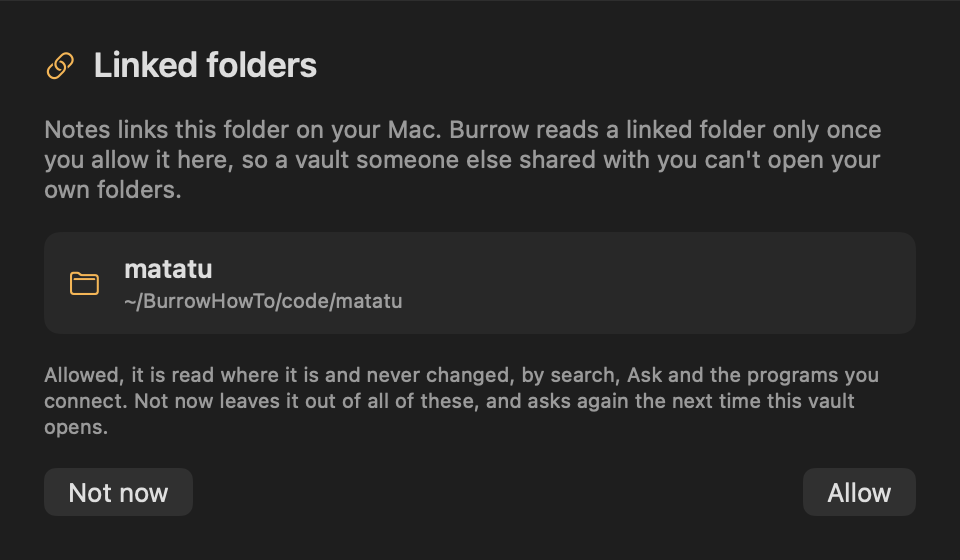 Linked folders
Notes links this folder on your Mac. Burrow reads a linked folder only once
you allow it here, so a vault someone else shared with you can't open your
own folders.
matatu
~/BurrowHowTo/code/matatu
Allowed, it is read where it is and never changed, by search, Ask and the programs you
connect. Not now leaves it out of all of these, and asks again the next time this vault
opens.
Not now
Allow